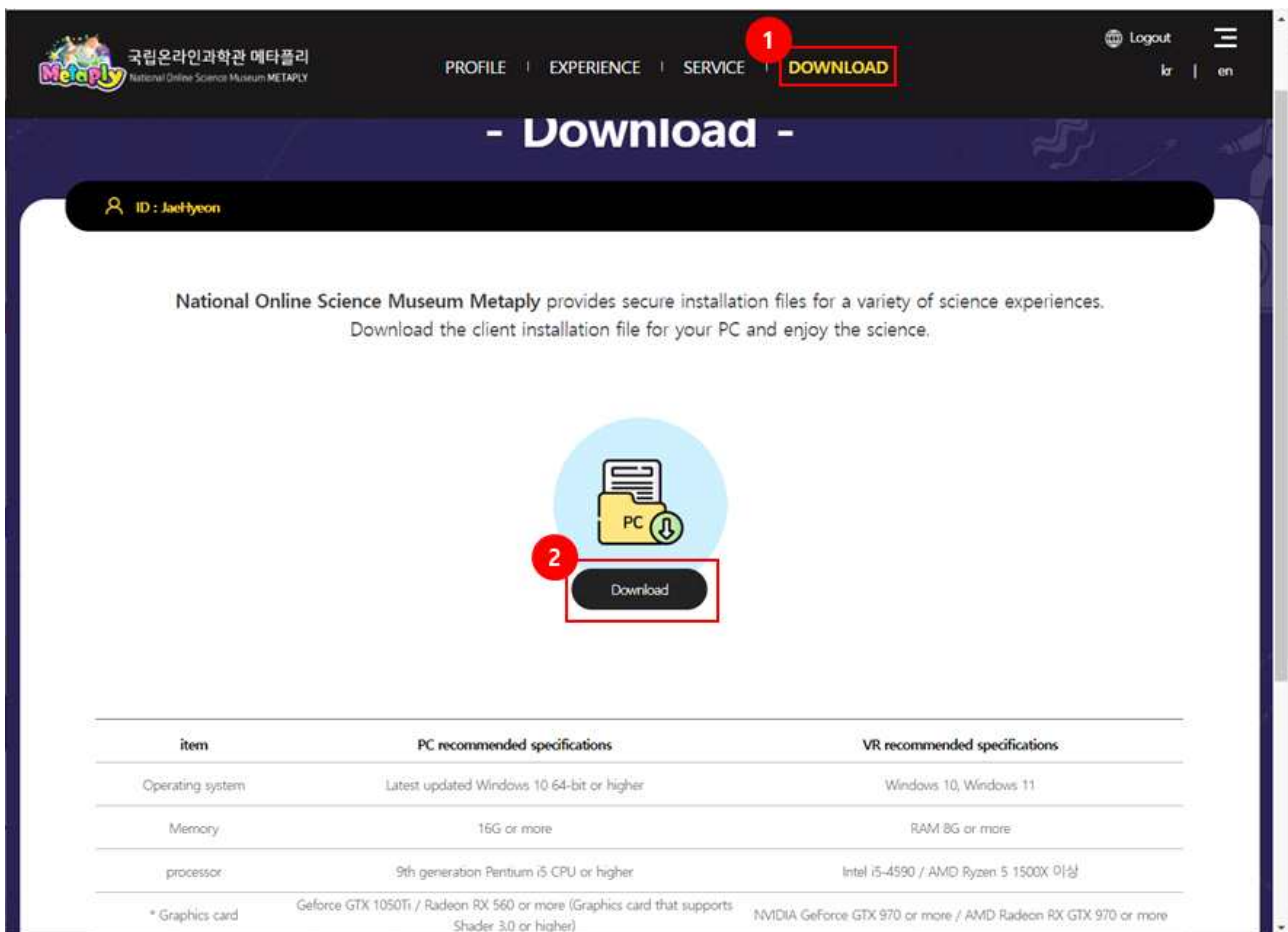 Metaply
국립온라인과학관 메타플리
National Online Science Museum METAPLY
PROFILE | EXPERIENCE | SERVICE | DOWNLOAD
1
Logout
kr | en
- Download -
ID : JaeHyeon
National Online Science Museum Metaply provides secure installation files for a variety of science experiences.
Download the client installation file for your PC and enjoy the science.
PC
2
Download
item PC recommended specifications VR recommended specifications
Operating system Latest updated Windows 10 64-bit or higher Windows 10, Windows 11
Memory 16G or more RAM 8G or more
processor 9th generation Pentium i5 CPU or higher Intel i5-4590 / AMD Ryzen 5 1500X 이상
* Graphics card Geforce GTX 1050Ti / Radeon RX 560 or more (Graphics card that supports Shader 3.0 or higher) NVIDIA GeForce GTX 970 or more / AMD Radeon RX GTX 970 or more